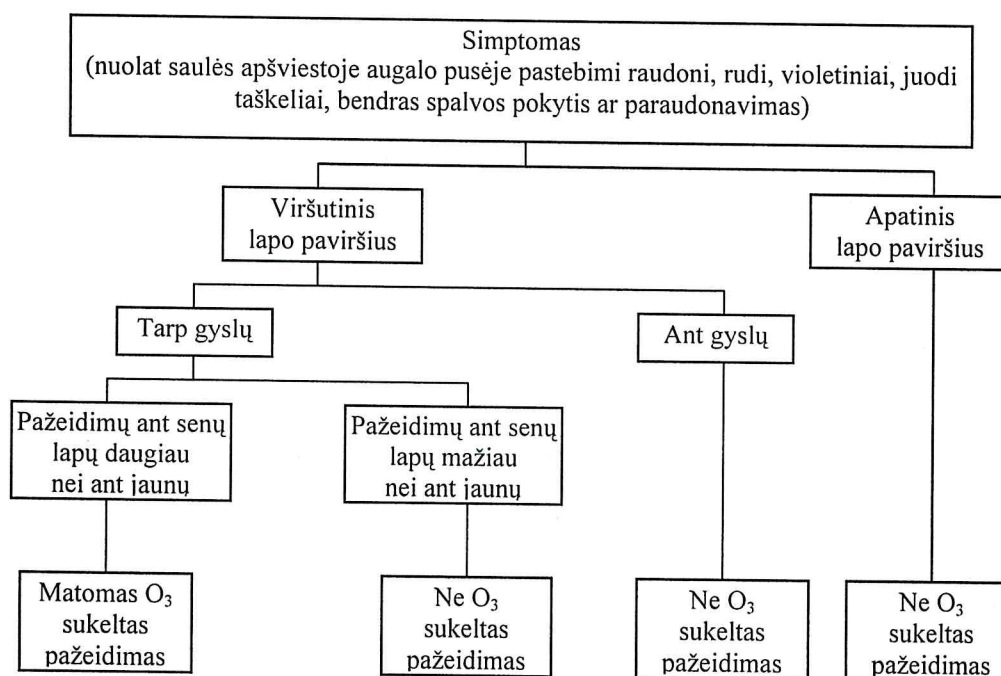 Simptomas
(nuolat saulės apšviestoje augalo pusėje pastebimi raudoni, rudi, violetiniai, juodi
taškeliai, bendras spalvos pokytis ar paraudonavimas)
Viršutinis
lapo paviršius
Apatinis
lapo paviršius
Tarp gyslų
Ant gyslų
Pažeidimų ant senų
lapų daugiau
nei ant jaunų
Pažeidimų ant senų
lapų mažiau
nei ant jaunų
Matomas O₃
sukeltas
pažeidimas
Ne O₃
sukeltas
pažeidimas
Ne O₃
sukeltas
pažeidimas
Ne O₃
sukeltas
pažeidimas